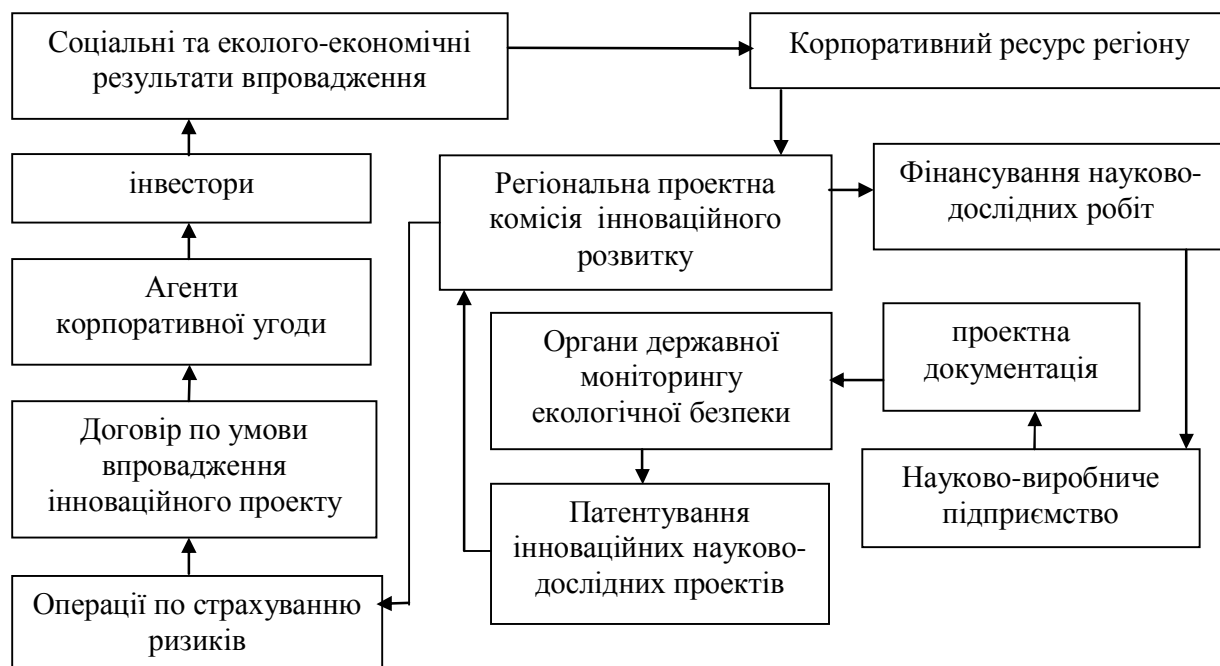 Соціальні та еколого-економічні
результати впровадження
Корпоративний ресурс регіону
інвестори
Регіональна проектна
комісія інноваційного
розвитку
Фінансування науково-
дослідних робіт
Агенти
корпоративної угоди
Органи державної
моніторингу
екологічної безпеки
проектна
документація
Договір по умови
впровадження
інноваційного проекту
Науково-виробниче
підприємство
Патентування
інноваційних науково-
дослідних проектів
Операції по страхуванню
ризиків